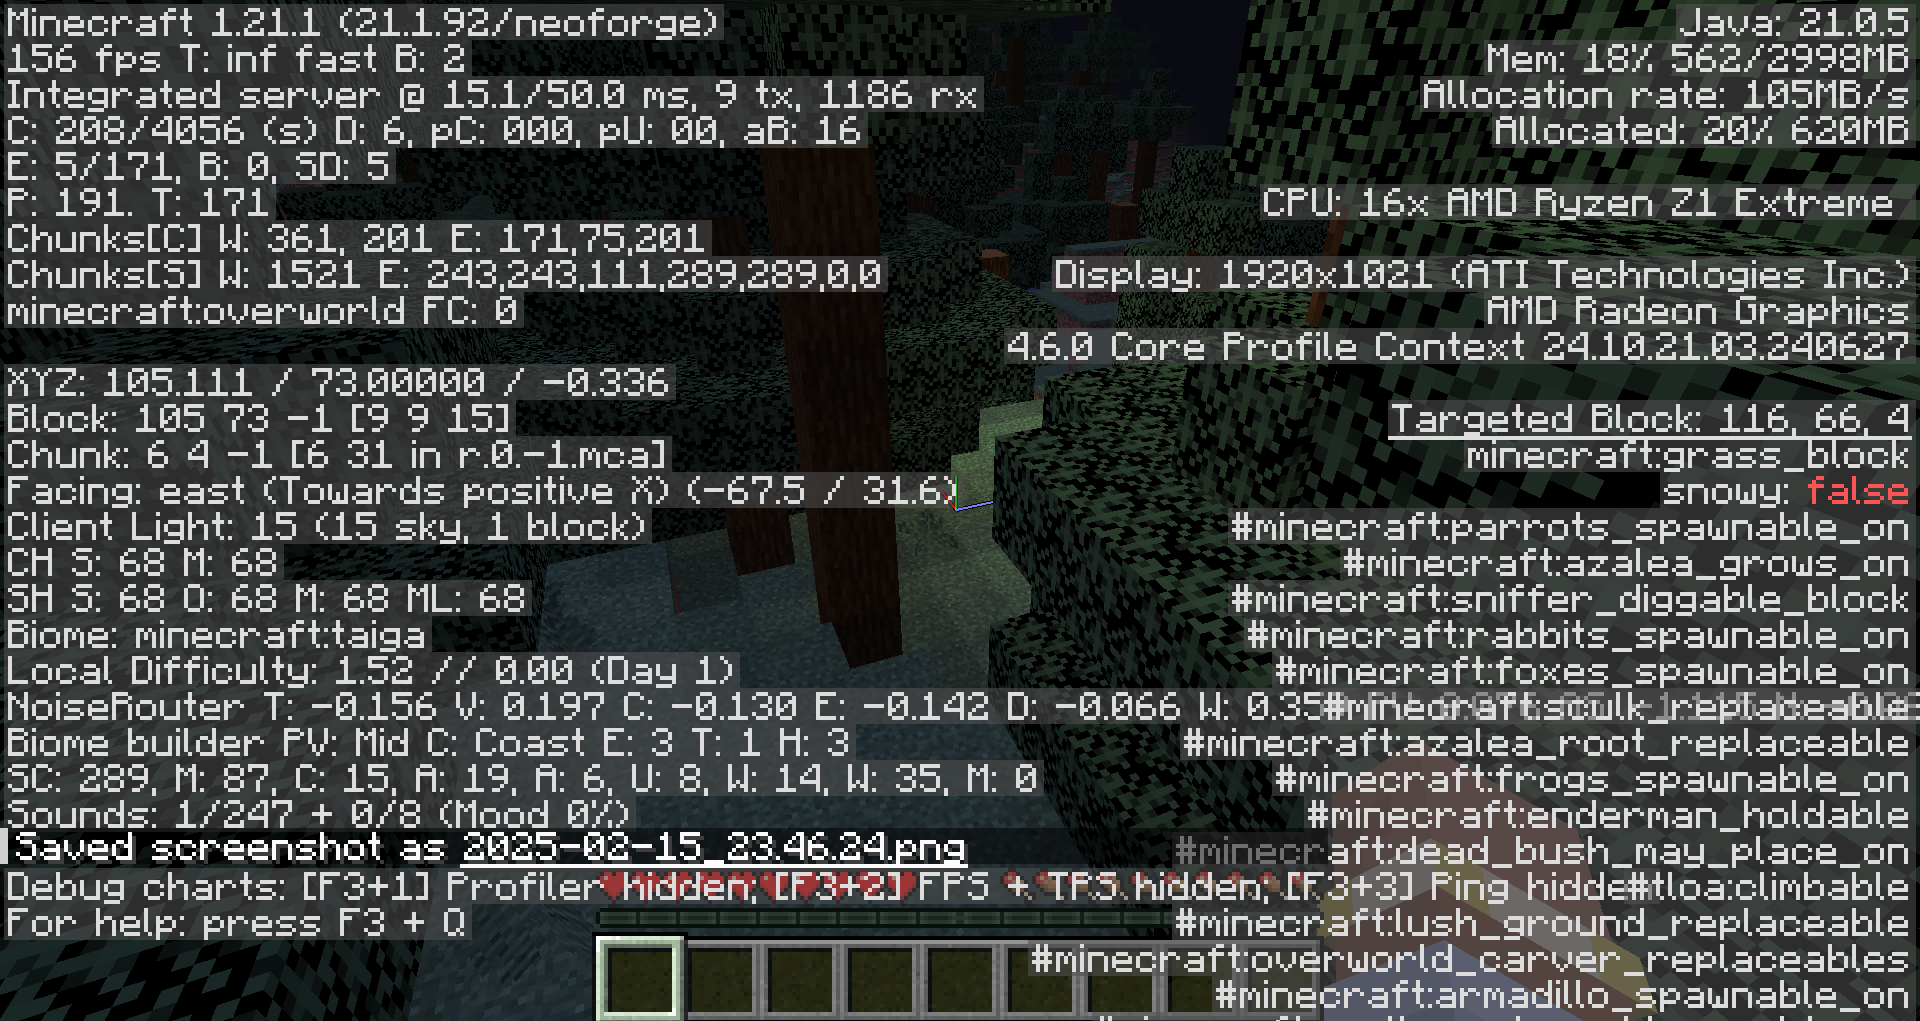 Minecraft 1.21.1 (21.1.92/neoforge)
156 fps T: inf fast B: 2
Integrated server @ 15.1/50.0 ms, 9 tx, 1186 rx
C: 208/4056 (s) D: 6, pC: 000, pU: 00, aB: 16
E: 5/171, B: 0, SD: 5
P: 191. T: 171
Chunks[C] W: 361, 201 E: 171,75,201
Chunks[S] W: 1521 E: 243,243,111,289,289,0,0
minecraft:overworld FC: 0
XYZ: 105.111 / 73.00000 / -0.336
Block: 105 73 -1 [9 9 15]
Chunk: 6 4 -1 [6 31 in r.0.-1.mca]
Facing: east (Towards positive X) (-67.5 / 31.6)
Client Light: 15 (15 sky, 1 block)
CH S: 68 M: 68
SH S: 68 O: 68 M: 68 ML: 68
Biome: minecraft:taiga
Local Difficulty: 1.52 // 0.00 (Day 1)
NoiseRouter T: -0.156 V: 0.197 C: -0.130 E: -0.142 D: -0.066 W: 0.35
Biome builder PV: Mid C: Coast E: 3 T: 1 H: 3
SC: 289, M: 87, C: 15, A: 19, A: 6, U: 8, W: 14, W: 35, M: 0
Sounds: 1/247 + 0/8 (Mood 0%)
Saved screenshot as 2025-02-15_23.46.24.png
Debug charts: [F3+1] Profiler hidden; [F3+2] FPS + TPS hidden; [F3+3] Ping hidde
For help: press F3 + Q
Java: 21.0.5
Mem: 18% 562/2998MB
Allocation rate: 105MB/s
Allocated: 20% 620MB
CPU: 16x AMD Ryzen Z1 Extreme
Display: 1920x1021 (ATI Technologies Inc.)
AMD Radeon Graphics
4.6.0 Core Profile Context 24.10.21.03.240627
Targeted Block: 116, 66, 4
minecraft:grass_block
snowy: false
#minecraft:parrots_spawnable_on
#minecraft:azalea_grows_on
#minecraft:sniffer_diggable_block
#minecraft:rabbits_spawnable_on
#minecraft:foxes_spawnable_on
#minecraft:sculk_replaceable
#minecraft:azalea_root_replaceable
#minecraft:frogs_spawnable_on
#minecraft:enderman_holdable
#minecraft:dead_bush_may_place_on
#tloa:climbable
#minecraft:lush_ground_replaceable
#minecraft:overworld_carver_replaceables
#minecraft:armadillo_spawnable_on